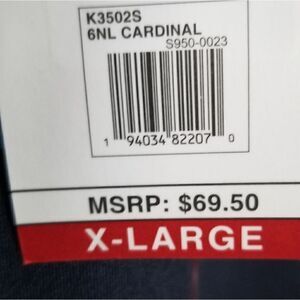 K3502S
6NL CARDINAL
S950-0023
1 94034 82207 0
MSRP: $69.50
X-LARGE